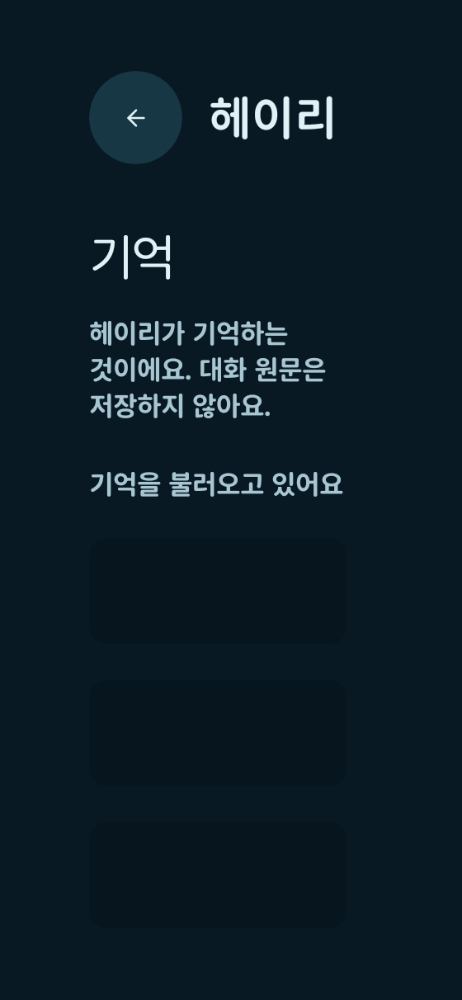 헤이리
기억
헤이리가 기억하는
것이에요. 대화 원문은
저장하지 않아요.
기억을 불러오고 있어요